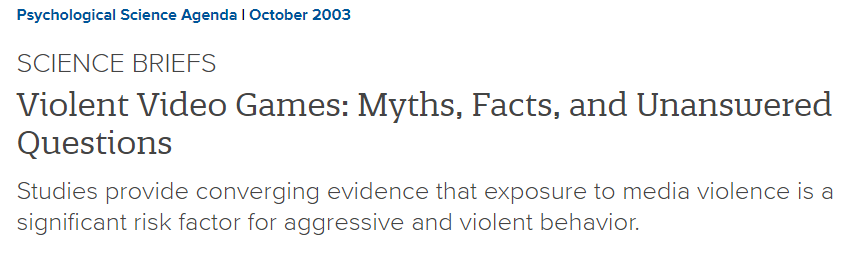 Psychological Science Agenda | October 2003
SCIENCE BRIEFS
Violent Video Games: Myths, Facts, and Unanswered
Questions
Studies provide converging evidence that exposure to media violence is a
significant risk factor for aggressive and violent behavior.